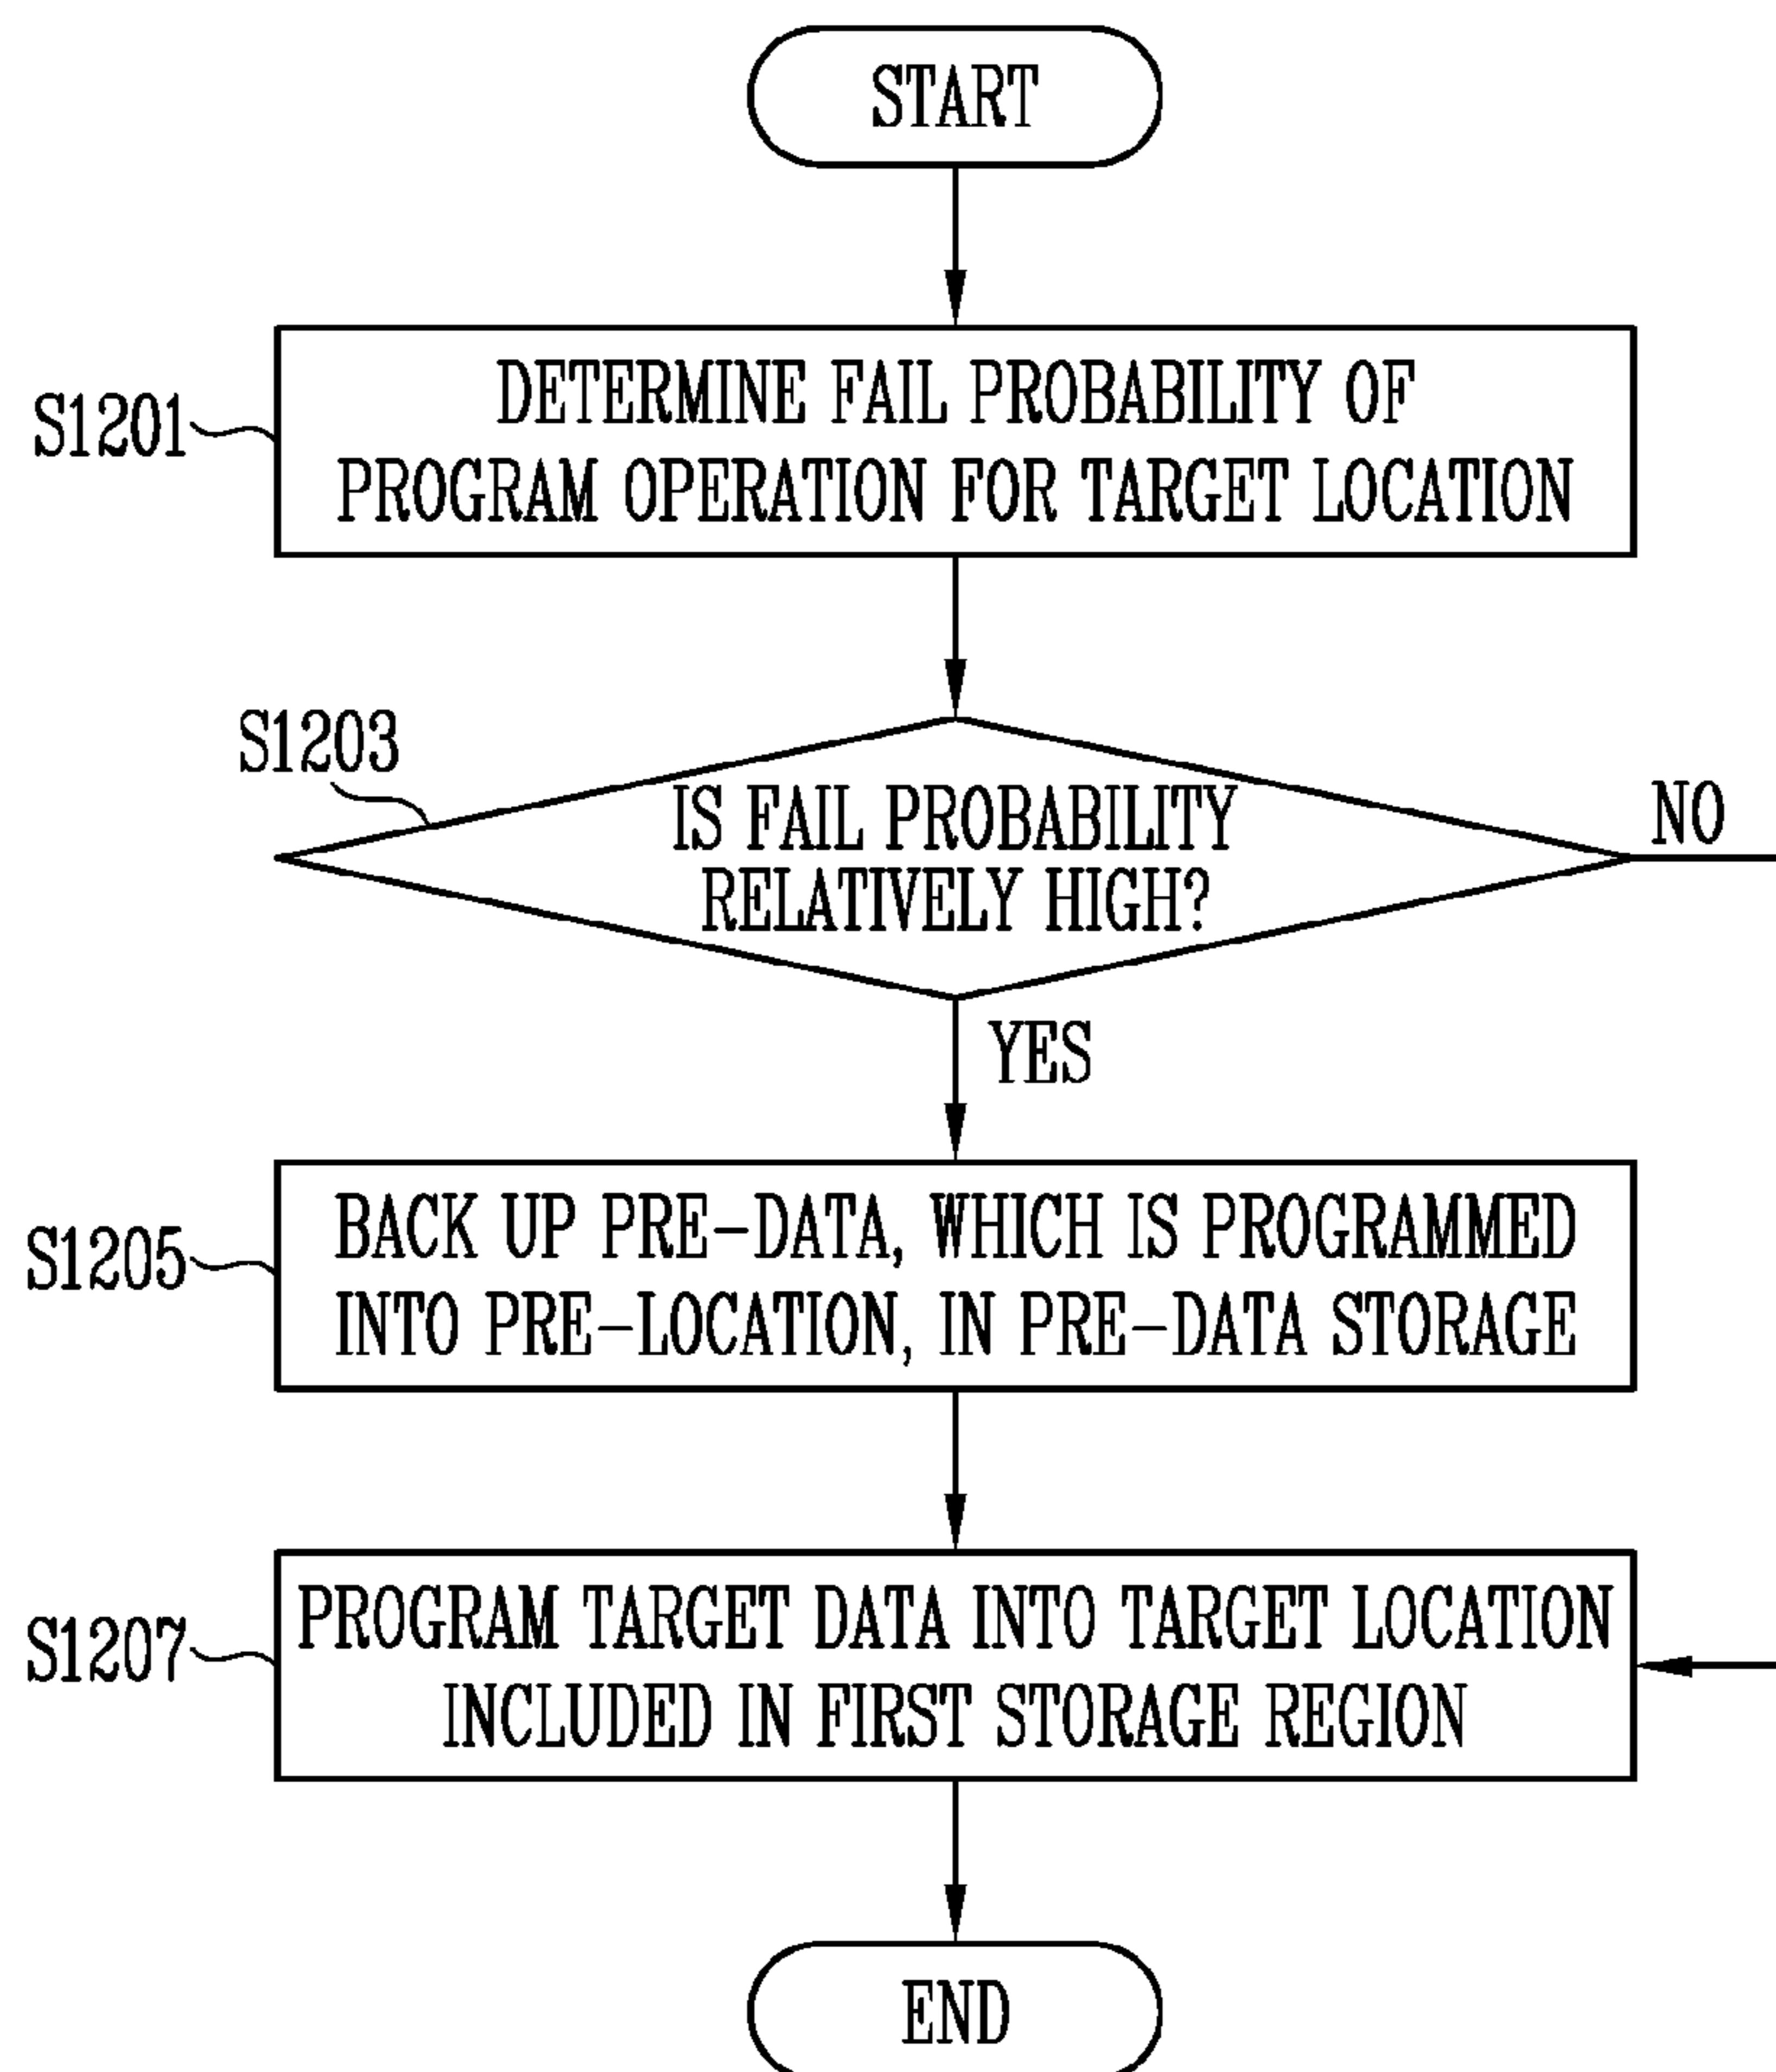 START
S1201
DETERMINE FAIL PROBABILITY OF
PROGRAM OPERATION FOR TARGET LOCATION
S1203
IS FAIL PROBABILITY
RELATIVELY HIGH?
NO
YES
S1205
BACK UP PRE-DATA, WHICH IS PROGRAMMED
INTO PRE-LOCATION, IN PRE-DATA STORAGE
S1207
PROGRAM TARGET DATA INTO TARGET LOCATION
INCLUDED IN FIRST STORAGE REGION
END